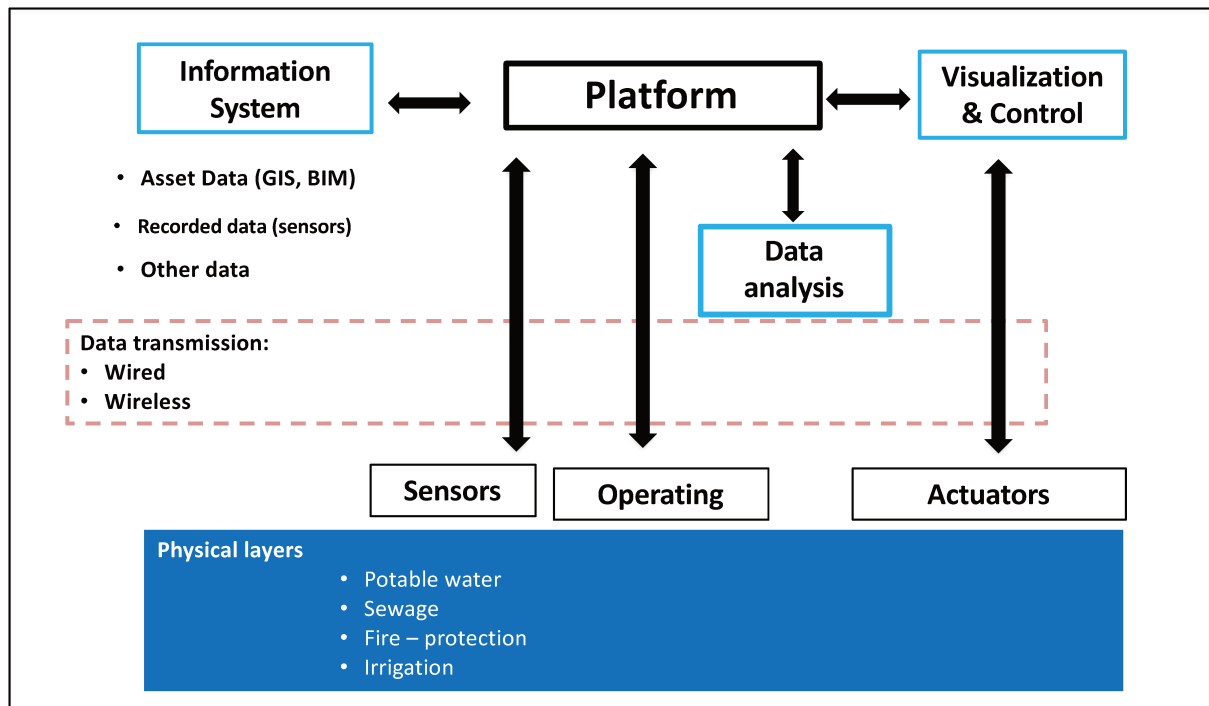 Information
System
Platform
Visualization
& Control
• Asset Data (GIS, BIM)
• Recorded data (sensors)
• Other data
Data
analysis
Data transmission:
• Wired
• Wireless
Sensors
Operating
Actuators
Physical layers
• Potable water
• Sewage
• Fire – protection
• Irrigation